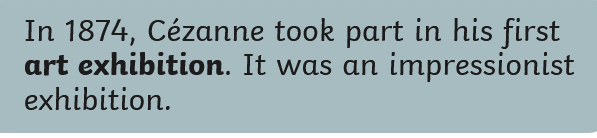 In 1874, Cézanne took part in his first
art exhibition. It was an impressionist
exhibition.